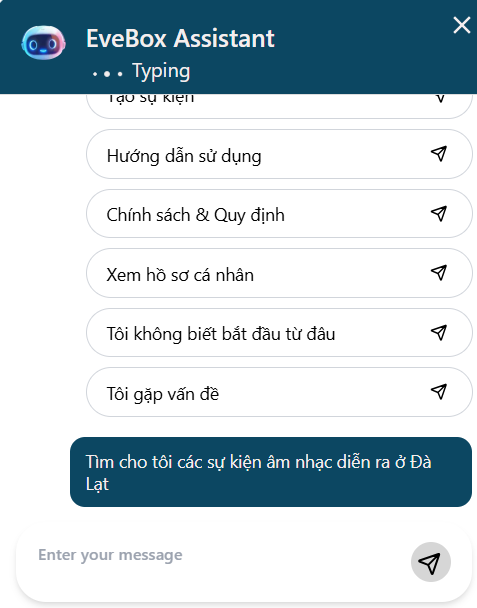 EveBox Assistant
• • • Typing
Tạo sự kiện
Hướng dẫn sử dụng
Chính sách & Quy định
Xem hồ sơ cá nhân
Tôi không biết bắt đầu từ đâu
Tôi gặp vấn đề
Tìm cho tôi các sự kiện âm nhạc diễn ra ở Đà
Lạt
Enter your message